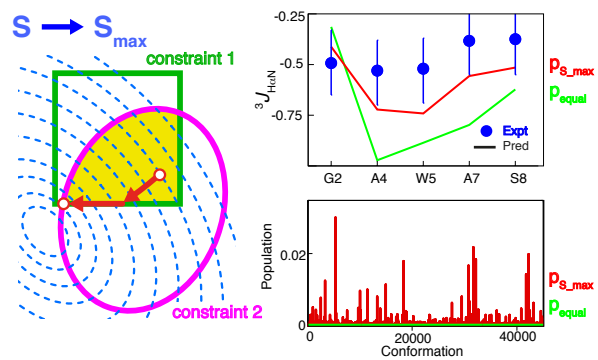 S → S_max
constraint 1
constraint 2
³J_HαN
-0.25
-0.5
-0.75
G2 A4 W5 A7 S8
Expt
Pred
p_S_max
p_equal
Population
0.02
0
0 20000 40000
Conformation
p_S_max
p_equal